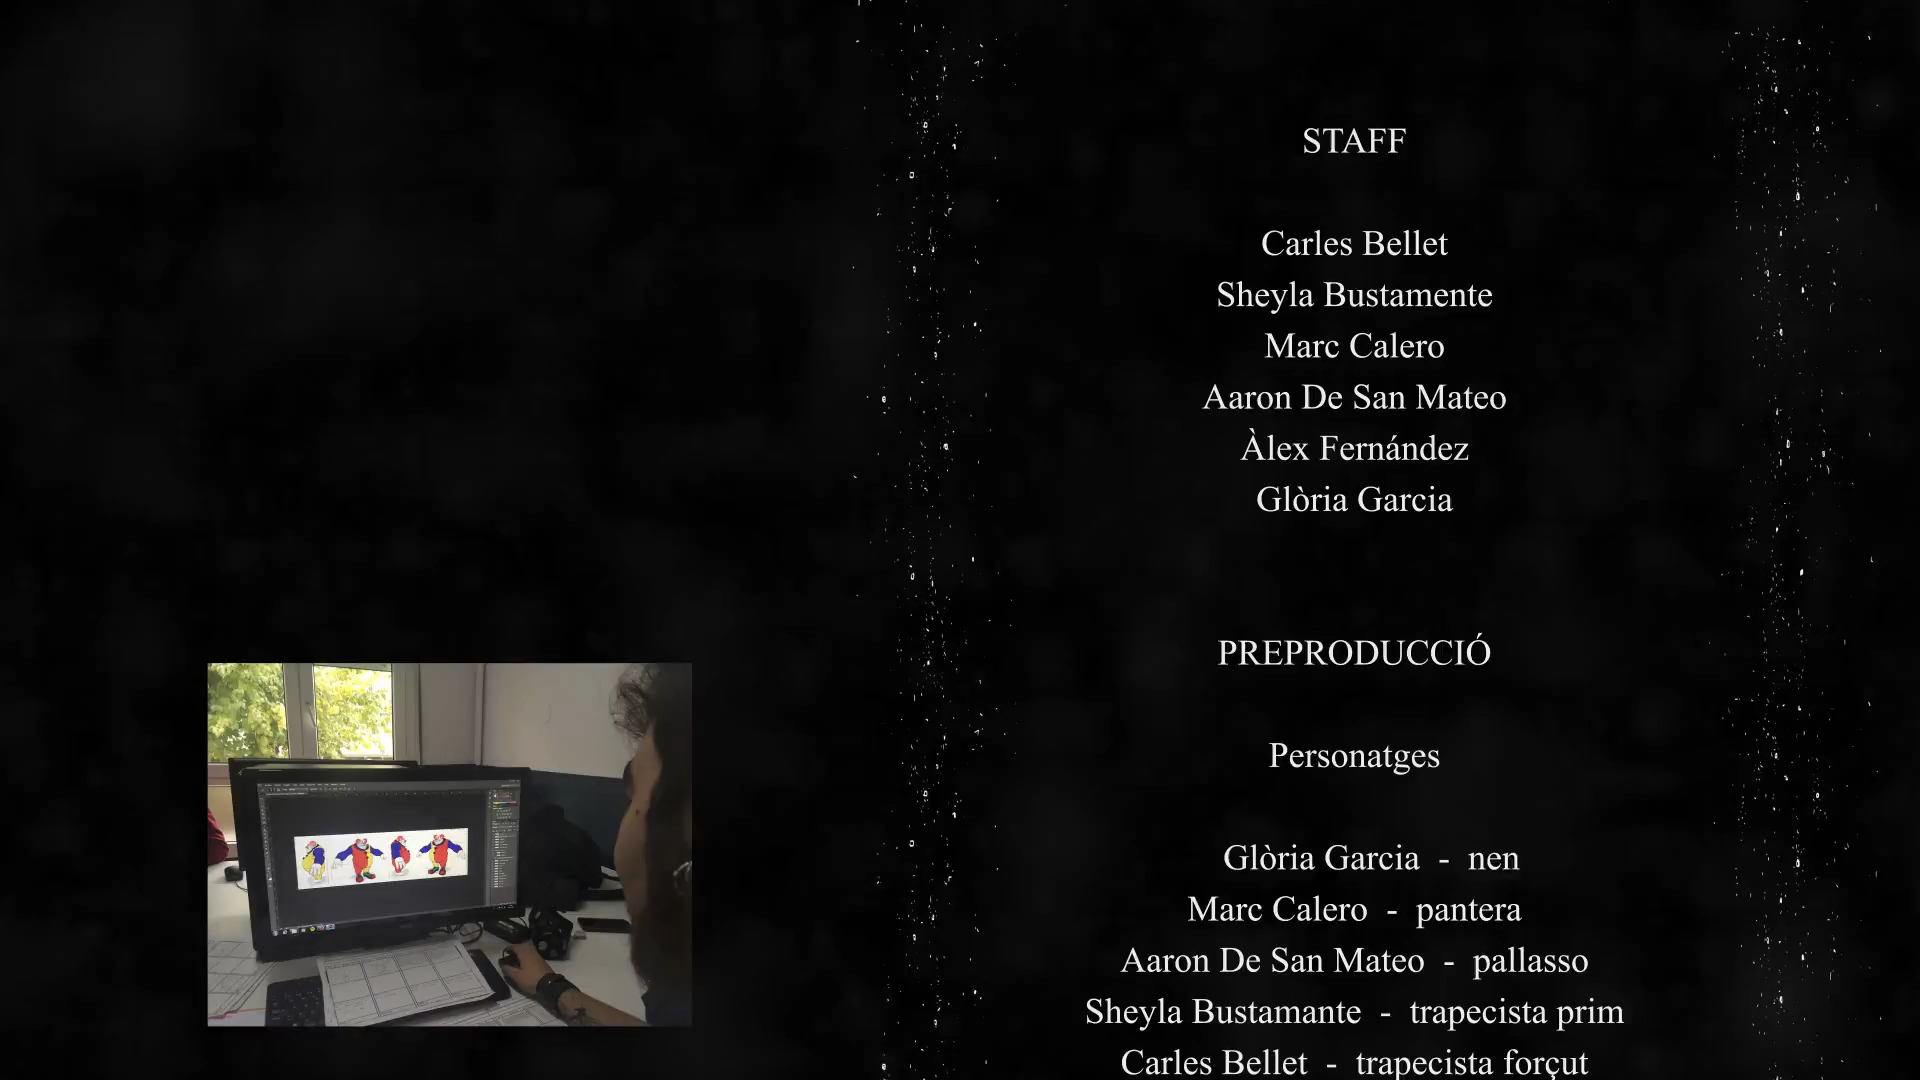 STAFF
Carles Bellet
Sheyla Bustamente
Marc Calero
Aaron De San Mateo
Àlex Fernández
Glòria Garcia
PREPRODUCCIÓ
Personatges
Glòria Garcia - nen
Marc Calero - pantera
Aaron De San Mateo - pallasso
Sheyla Bustamante - trapecista prim
Carles Bellet - trapecista forçut